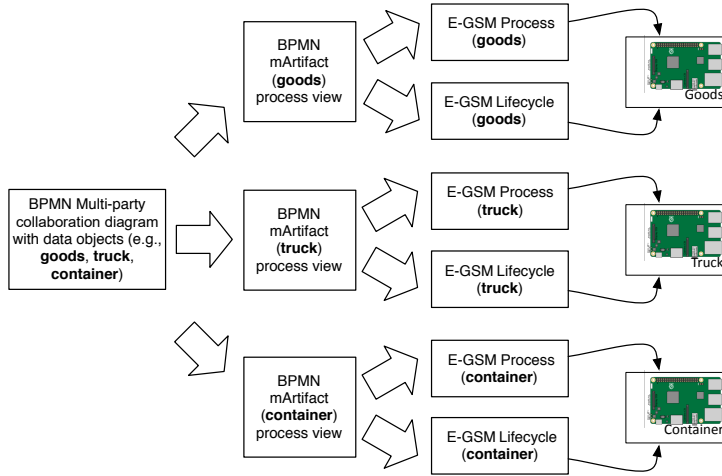 BPMN Multi-party
collaboration diagram
with data objects (e.g.,
goods, truck,
container)
BPMN
mArtifact
(goods)
process view
E-GSM Process
(goods)
E-GSM Lifecycle
(goods)
Goods
BPMN
mArtifact
(truck)
process view
E-GSM Process
(truck)
E-GSM Lifecycle
(truck)
Truck
BPMN
mArtifact
(container)
process view
E-GSM Process
(container)
E-GSM Lifecycle
(container)
Container